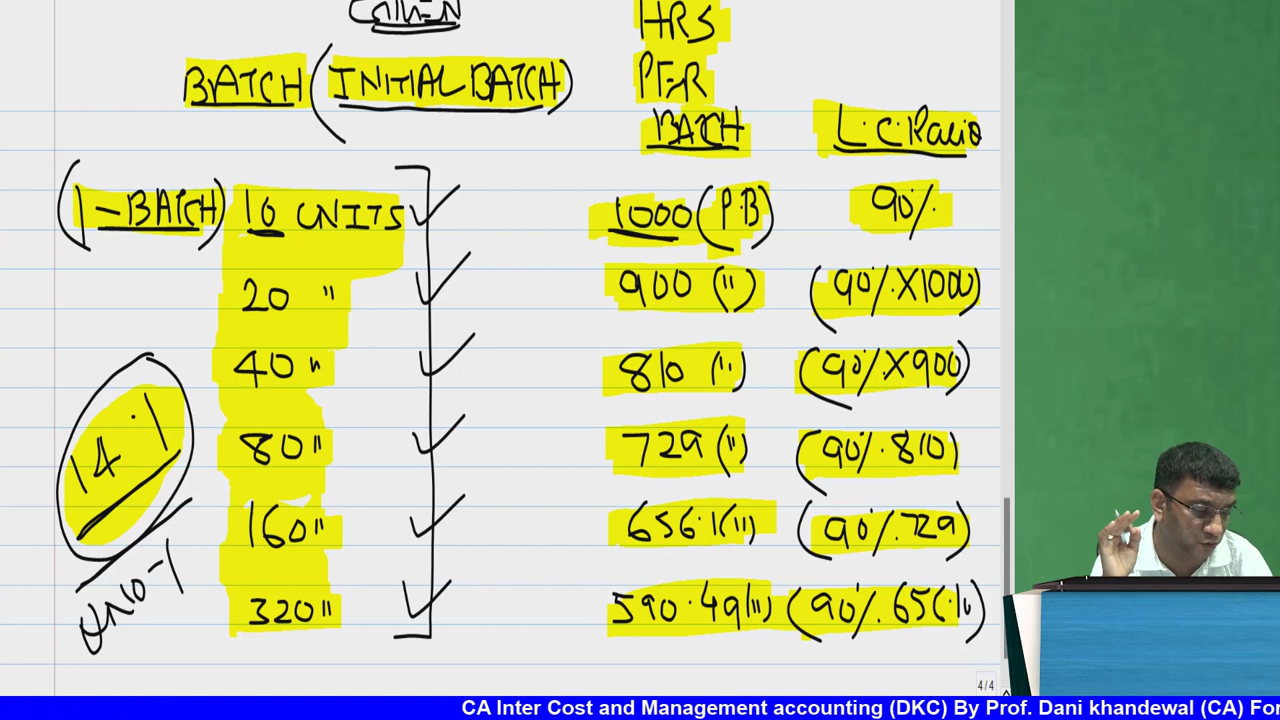 HRS
BATCH (INITIAL BATCH) PER
BATCH L.C.Ratio
(1-BATCH) 10 UNITS 1000 (P.B) 90%
20 " 900 (") (90%X1000)
40 " 810 (") (90%X900)
80 " 729 (") (90%.810)
14.1 160 " 656.1 (") (90%.729)
320 " 590.49 (") (90%.656.1)
4/4
CA Inter Cost and Management accounting (DKC) By Prof. Dani khandewal (CA) For